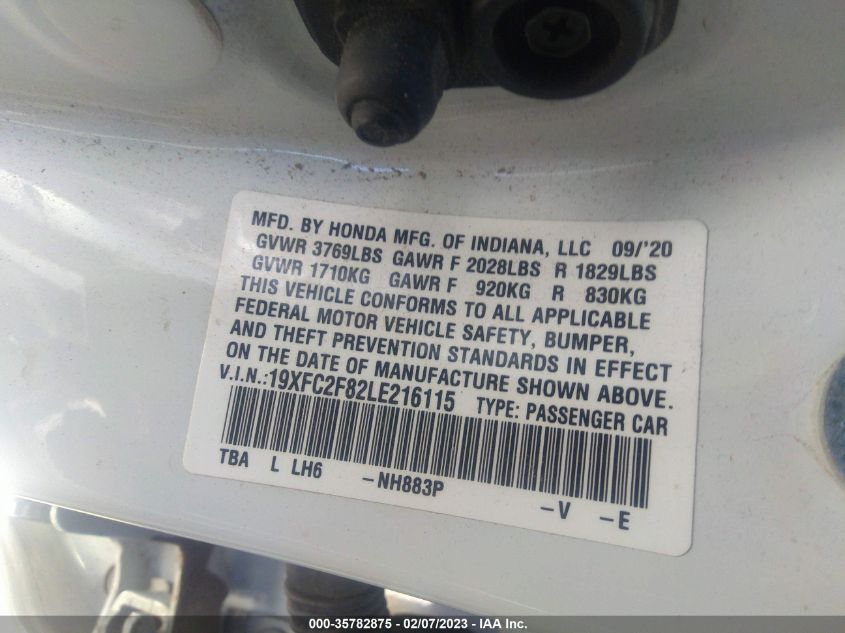 MFD. BY HONDA MFG. OF INDIANA, LLC 09/'20
GVWR 3769LBS GAWR F 2028LBS R 1829LBS
GVWR 1710KG GAWR F 920KG R 830KG
THIS VEHICLE CONFORMS TO ALL APPLICABLE
FEDERAL MOTOR VEHICLE SAFETY, BUMPER,
AND THEFT PREVENTION STANDARDS IN EFFECT
ON THE DATE OF MANUFACTURE SHOWN ABOVE.
V.I.N.:19XFC2F82LE216115 TYPE: PASSENGER CAR
TBA L LH6 -NH883P -V -E
000-35782875 - 02/07/2023 - IAA Inc.